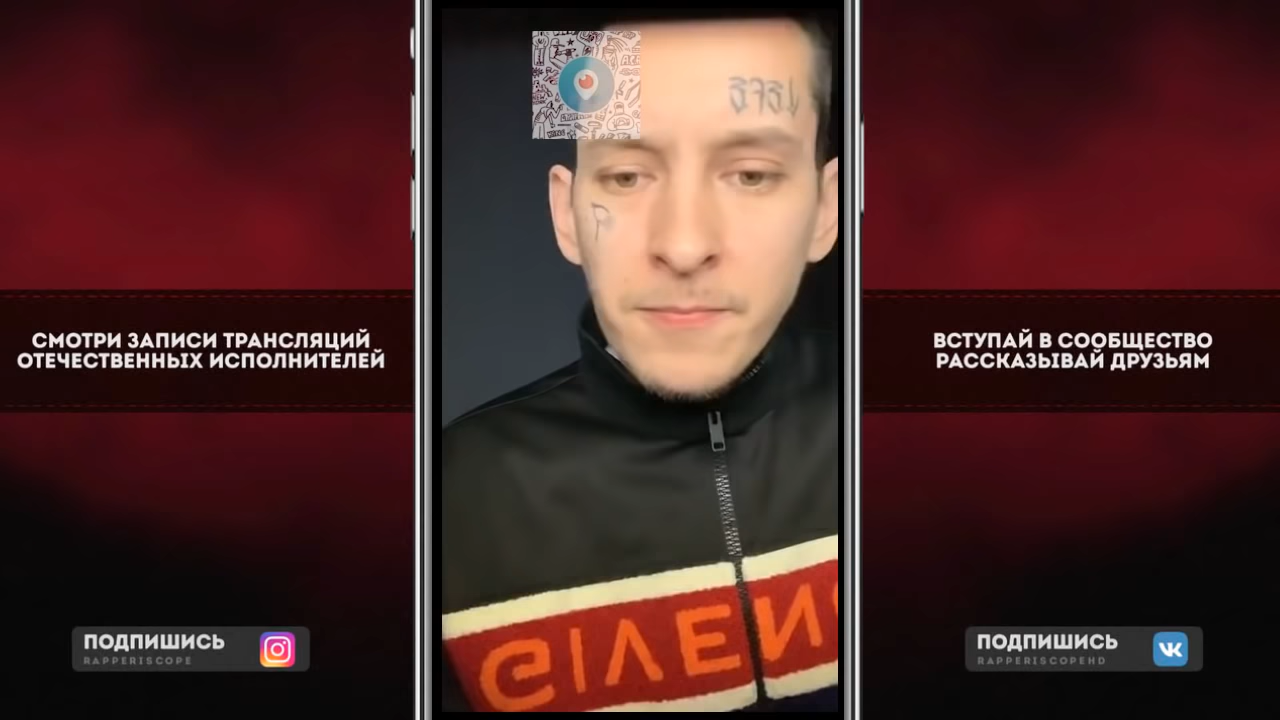 СМОТРИ ЗАПИСИ ТРАНСЛЯЦИЙ
ОТЕЧЕСТВЕННЫХ ИСПОЛНИТЕЛЕЙ
ПОДПИШИСЬ
RAPPERISCOPE
ВСТУПАЙ В СООБЩЕСТВО
РАССКАЗЫВАЙ ДРУЗЬЯМ
ПОДПИШИСЬ
RAPPERISCOPEHD